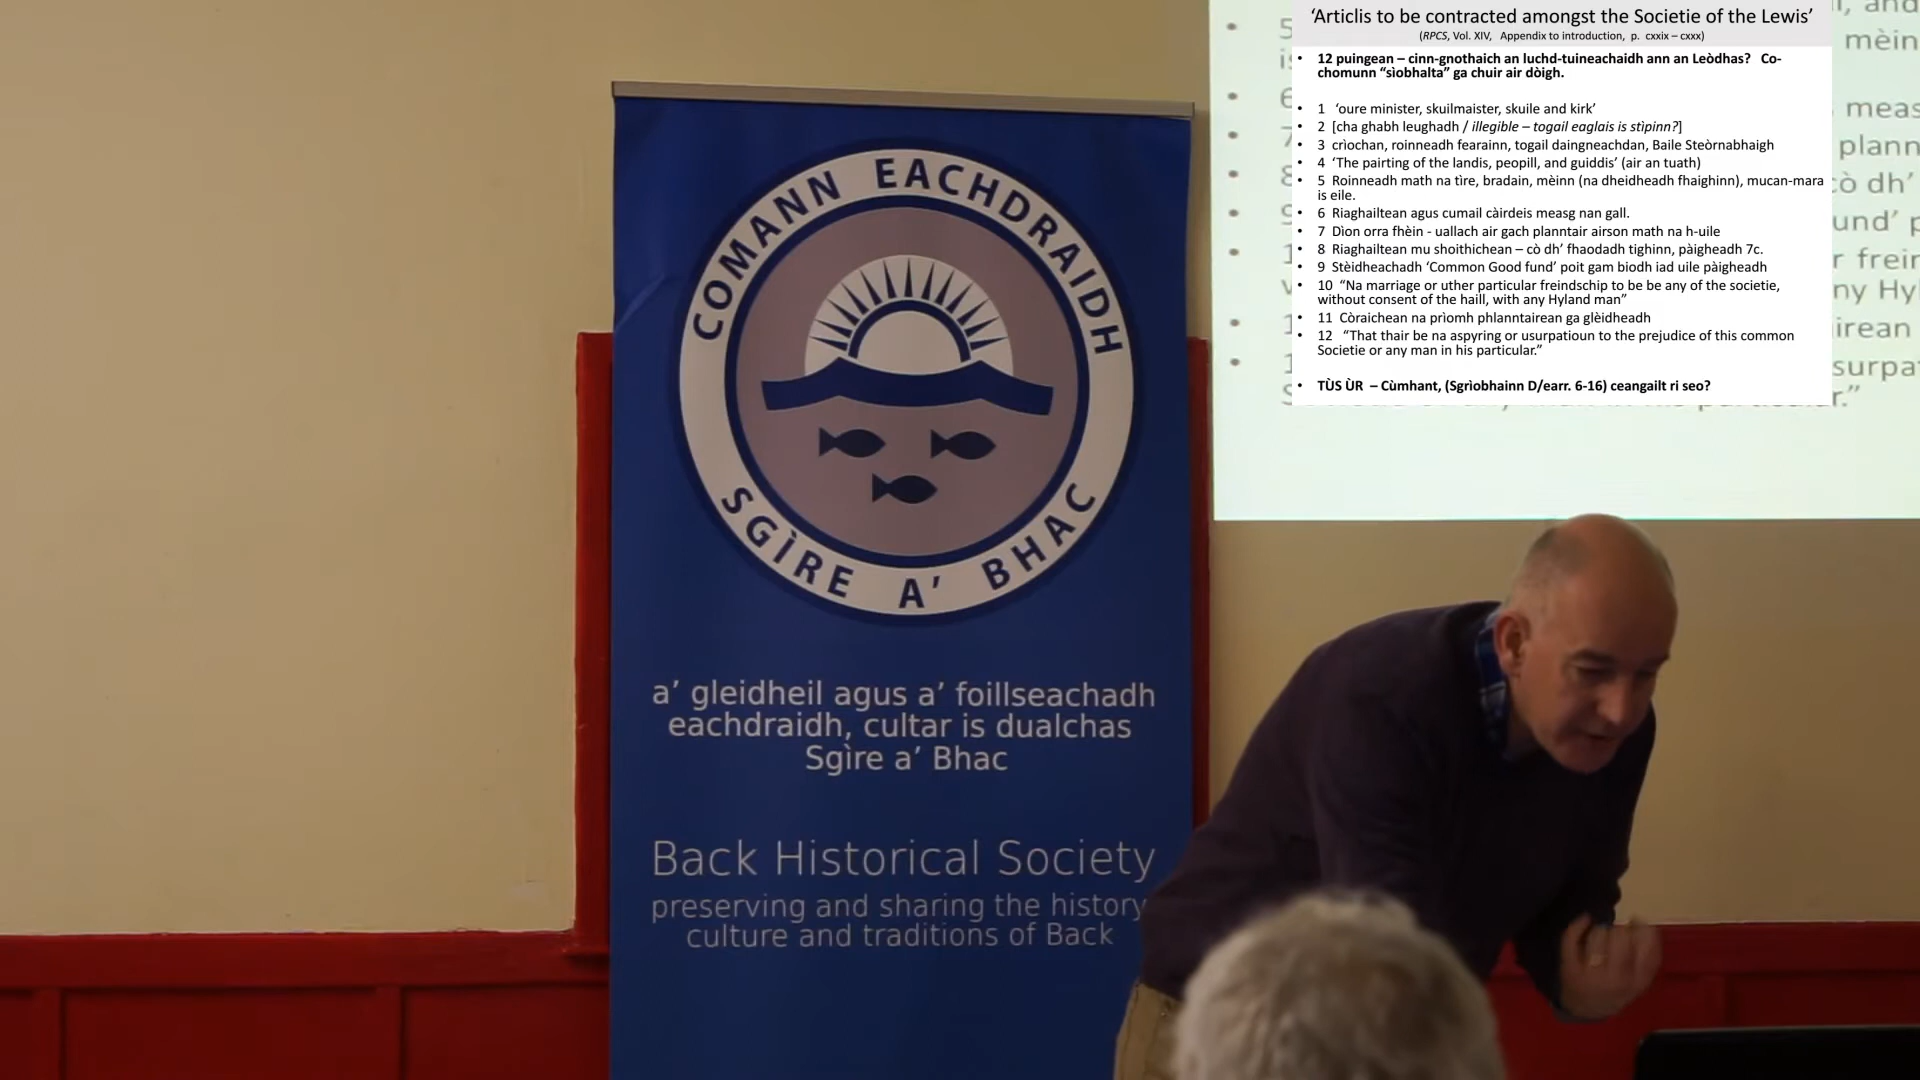 COMANN EACHDRAIDH
SGÌRE A’ BHAC
a’ gleidheil agus a’ foillseachadh
eachdraidh, cultar is dualchas
Sgìre a’ Bhac
Back Historical Society
preserving and sharing the history
culture and traditions of Back
‘Articlis to be contracted amongst the Societie of the Lewis’
(RPCS, Vol. XIV, Appendix to introduction, p. cxxix – cxxx)
• 12 puingean – cinn-gnothaich an luchd-tuineachaidh ann an Leòdhas? Co-
chomunn “sìobhalta” ga chuir air dòigh.
• 1 ‘oure minister, skuilmaister, skuile and kirk’
• 2 [cha ghabh leughadh / illegible – togail eaglais is stìpinn?]
• 3 crìochan, roinneadh fearainn, togail daingneachdan, Baile Steòrnabhaigh
• 4 ‘The pairting of the landis, peopill, and guiddis’ (air an tuath)
• 5 Roinneadh math na tìre, bradain, mèinn (na dheidheadh fhaighinn), mucan-mara
is eile.
• 6 Riaghailtean agus cumail càirdeis measg nan gall.
• 7 Dìon orra fhèin - uallach air gach planntair airson math na h-uile
• 8 Riaghailtean mu shoithichean – cò dh’ fhaodadh tighinn, pàigheadh 7c.
• 9 Stèidheachadh ‘Common Good fund’ poit gam biodh iad uile pàigheadh
• 10 “Na marriage or uther particular freindschip to be be any of the societie,
without consent of the haill, with any Hyland man”
• 11 Còraichean na prìomh phlanntairean ga glèidheadh
• 12 “That thair be na aspyring or usurpatioun to the prejudice of this common
Societie or any man in his particular.”
• TÙS ÙR – Cùmhant, (Sgrìobhainn D/earr. 6-16) ceangailt ri seo?